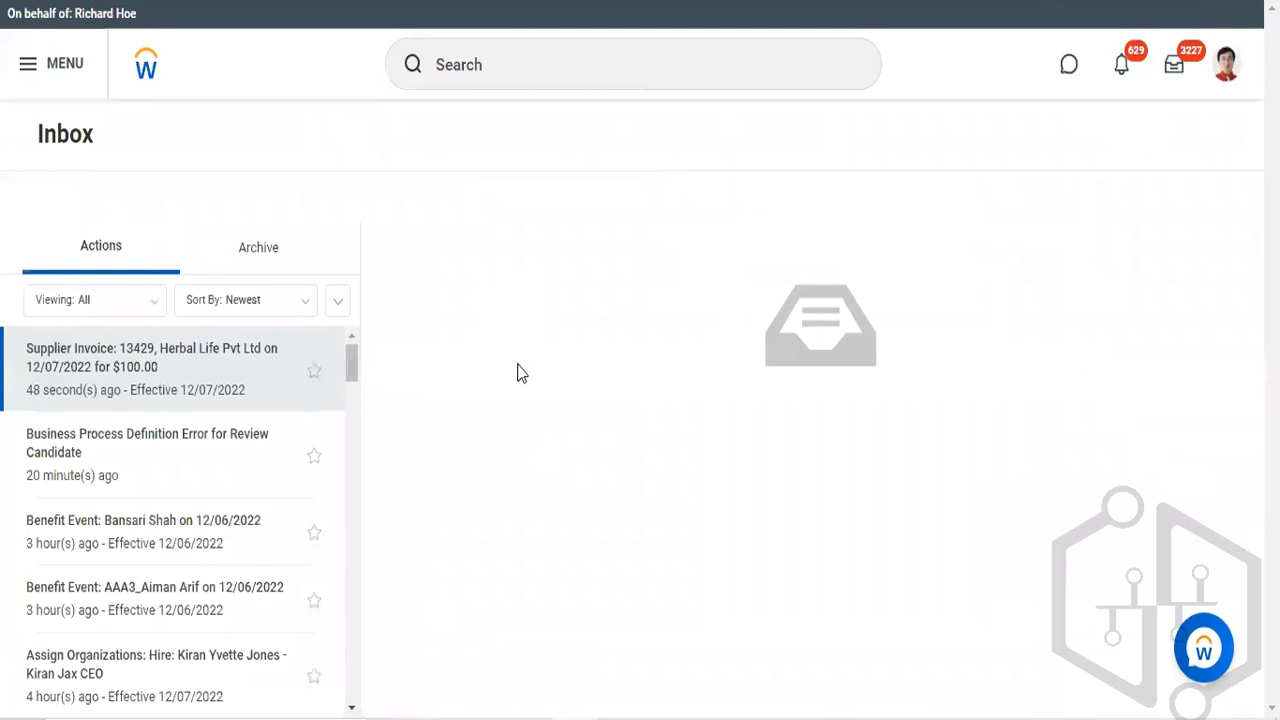 On behalf of: Richard Hoe
MENU
W
Search
629
3227
Inbox
Actions
Archive
Viewing: All
Sort By: Newest
Supplier Invoice: 13429, Herbal Life Pvt Ltd on
12/07/2022 for $100.00
48 second(s) ago - Effective 12/07/2022
Business Process Definition Error for Review
Candidate
20 minute(s) ago
Benefit Event: Bansari Shah on 12/06/2022
3 hour(s) ago - Effective 12/06/2022
Benefit Event: AAA3_Aiman Arif on 12/06/2022
3 hour(s) ago - Effective 12/06/2022
Assign Organizations: Hire: Kiran Yvette Jones -
Kiran Jax CEO
4 hour(s) ago - Effective 12/07/2022
W